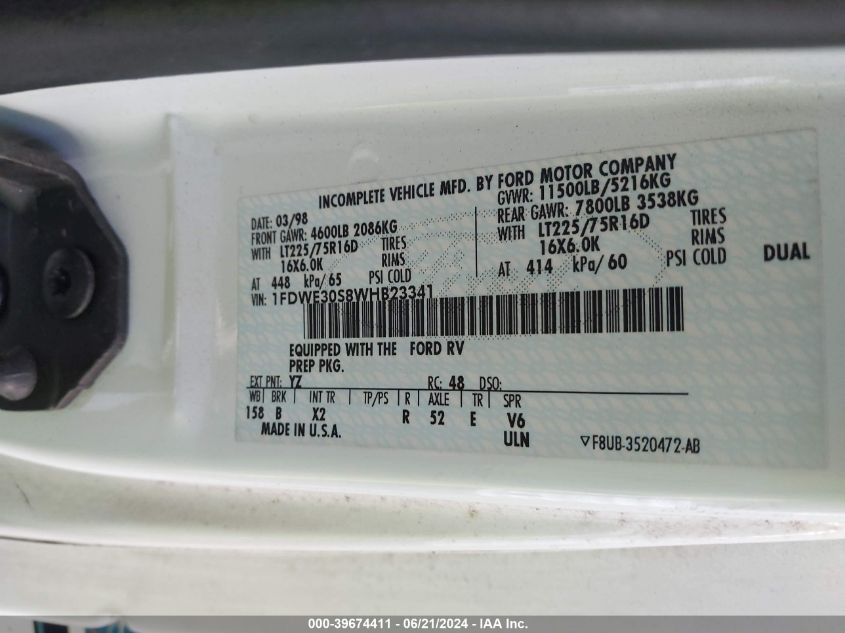 INCOMPLETE VEHICLE MFD. BY FORD MOTOR COMPANY
DATE: 03/98 GVWR: 11500LB/5216KG
FRONT GAWR: 4600LB 2086KG REAR GAWR: 7800LB 3538KG
WITH LT225/75R16D TIRES WITH LT225/75R16D TIRES
16X6.0K RIMS 16X6.0K RIMS
AT 448 kPa/65 PSI COLD AT 414 kPa/60 PSI COLD DUAL
VIN: 1FDWE30S8WHB23341
EQUIPPED WITH THE FORD RV
PREP PKG.
EXT PNT: YZ RC: 48 DSO:
WB BRK INT TR TP/PS R AXLE TR SPR
158 B X2 R 52 E V6
MADE IN U.S.A. ULN ▽F8UB-3520472-AB
000-39674411 - 06/21/2024 - IAA Inc.